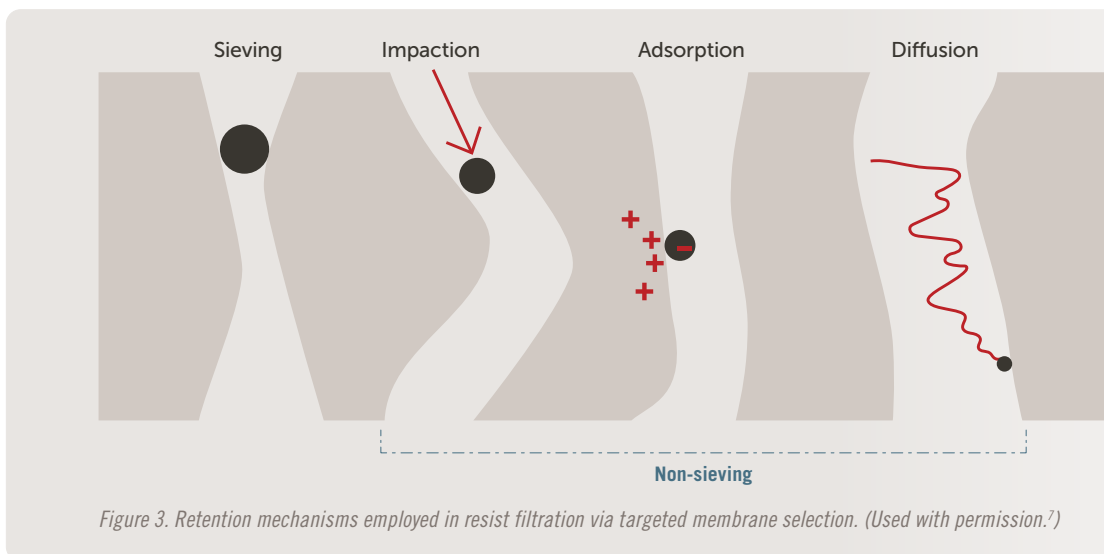 Sieving Impaction Adsorption Diffusion
+
+
+
+
−
Non-sieving
Figure 3. Retention mechanisms employed in resist filtration via targeted membrane selection. (Used with permission.⁷)